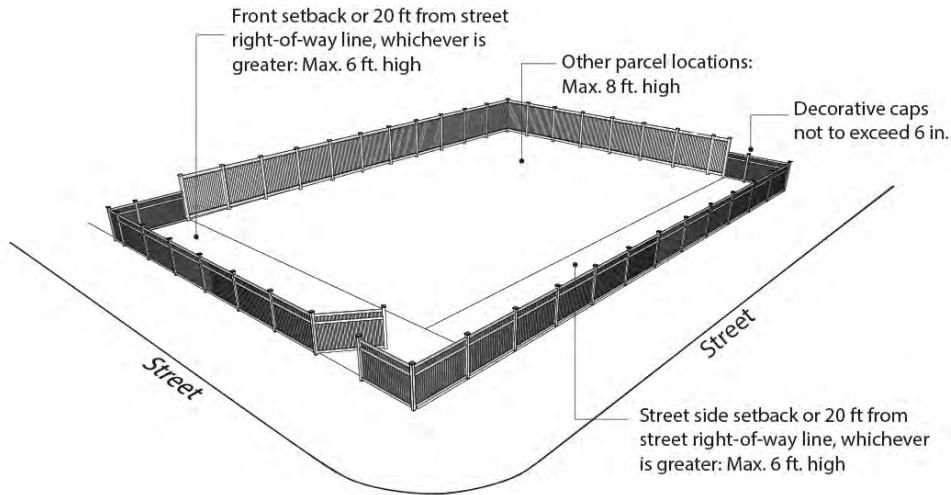 Front setback or 20 ft from street
right-of-way line, whichever is
greater: Max. 6 ft. high
Other parcel locations:
Max. 8 ft. high
Decorative caps
not to exceed 6 in.
Street
Street
Street side setback or 20 ft from
street right-of-way line, whichever
is greater: Max. 6 ft. high